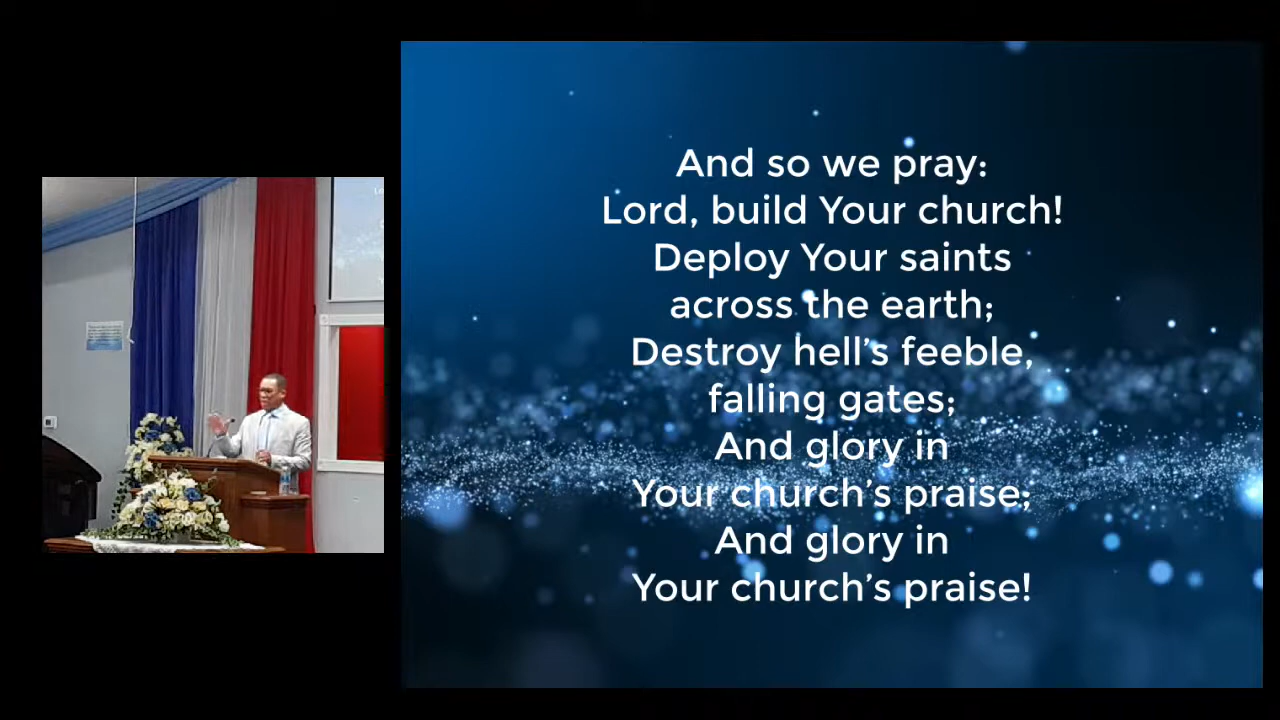 And so we pray:
Lord, build Your church!
Deploy Your saints
across the earth;
Destroy hell's feeble,
falling gates;
And glory in
Your church's praise;
And glory in
Your church's praise!